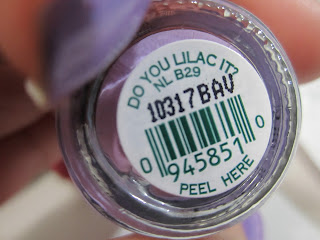 DO YOU LILAC IT?
NL B29
10317BAV
0 945851 0
PEEL HERE